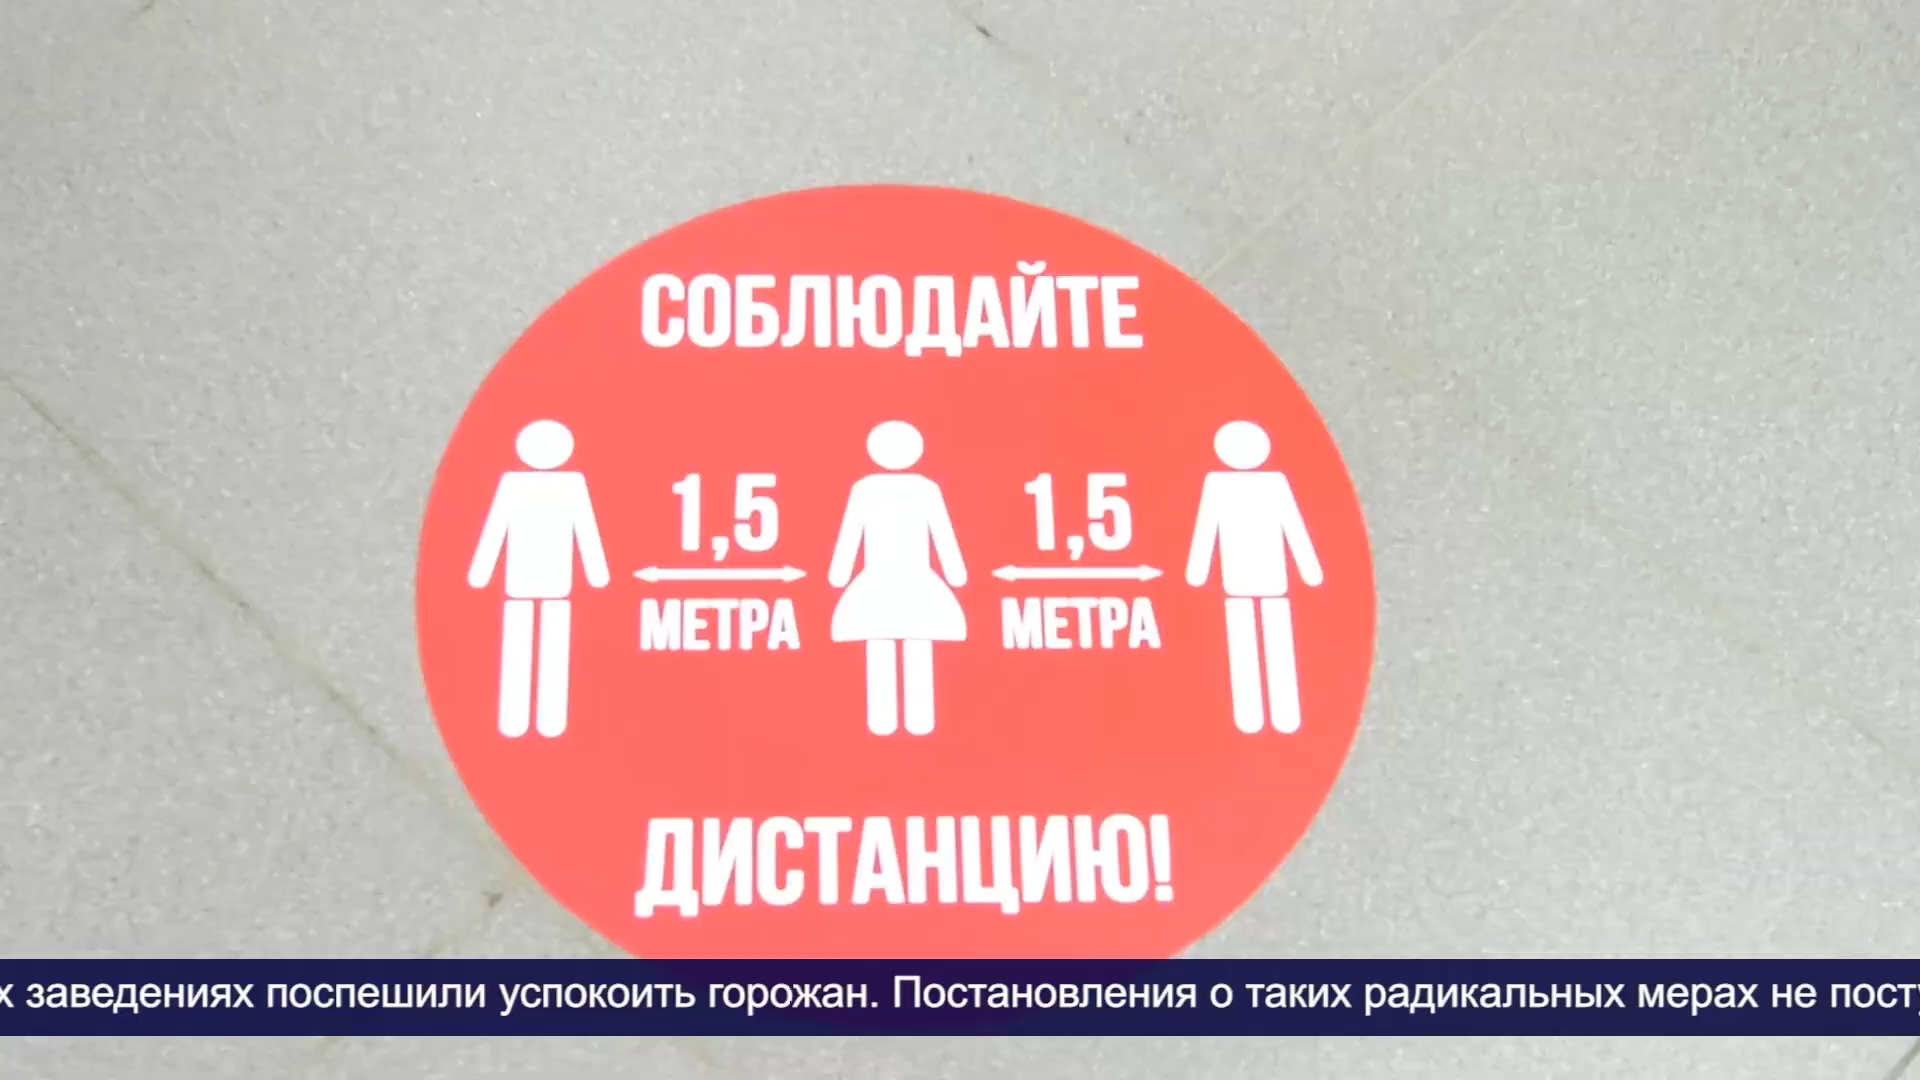 СОБЛЮДАЙТЕ
1,5 1,5
МЕТРА МЕТРА
ДИСТАНЦИЮ!
заведениях поспешили успокоить горожан. Постановления о таких радикальных мерах не